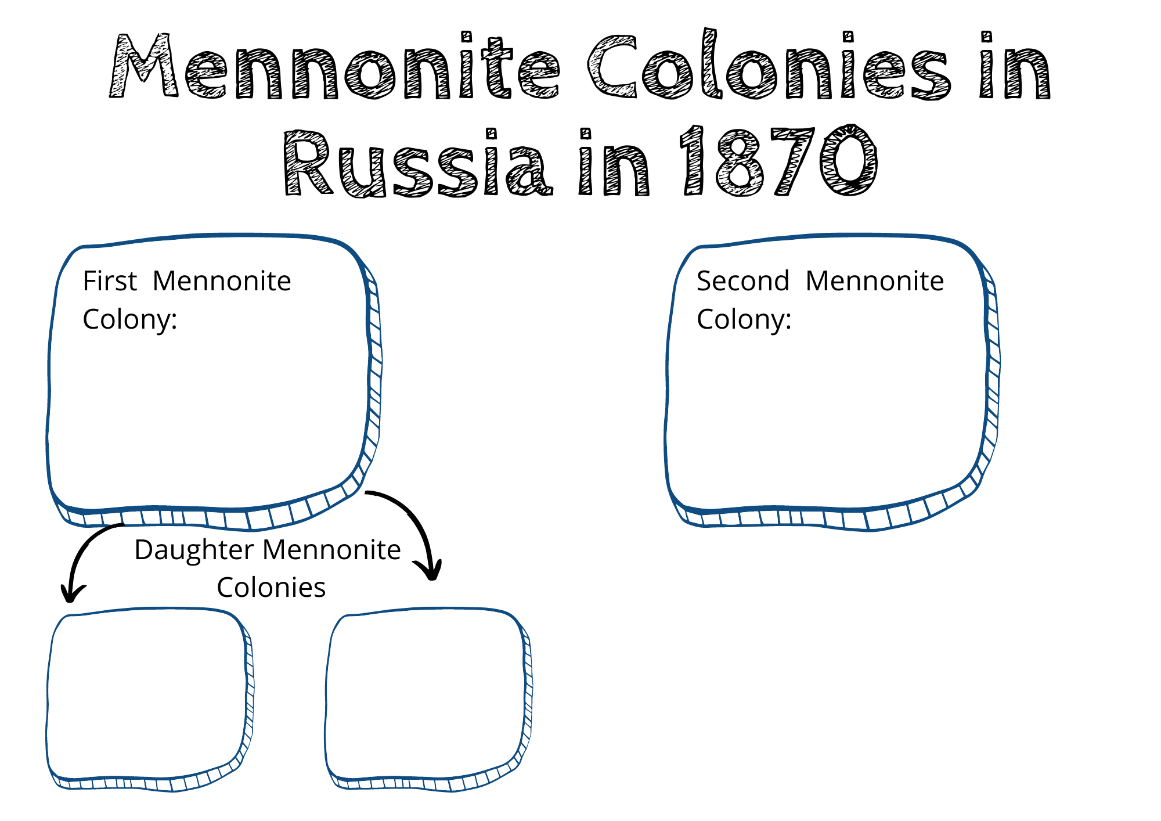 Mennonite Colonies in
Russia in 1870
First Mennonite
Colony:
Second Mennonite
Colony:
Daughter Mennonite
Colonies